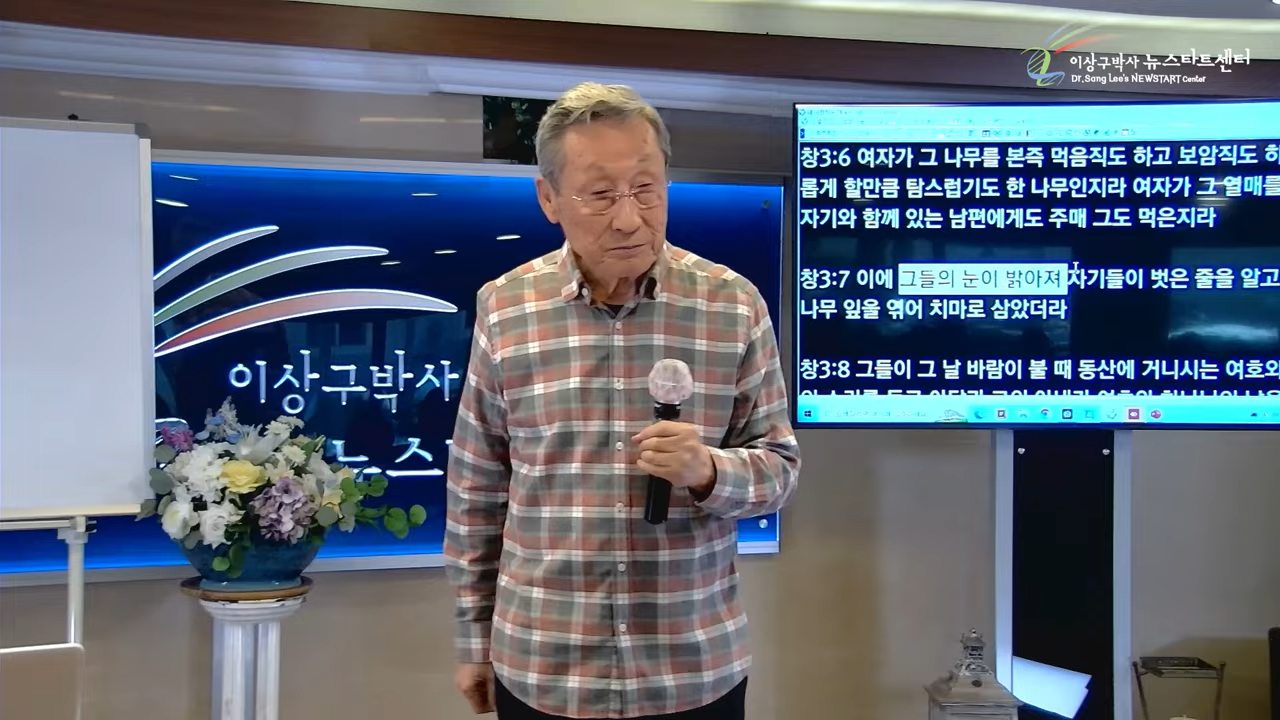 이상구박사 뉴스타트센터
Dr. Sang Lee's NEWSTART Center
창3:6 여자가 그 나무를 본즉 먹음직도 하고 보암직도 하
롭게 할만큼 탐스럽기도 한 나무인지라 여자가 그 열매를
자기와 함께 있는 남편에게도 주매 그도 먹은지라
창3:7 이에 그들의 눈이 밝아져 자기들이 벗은 줄을 알고
나무 잎을 엮어 치마로 삼았더라
창3:8 그들이 그 날 바람이 불 때 동산에 거니시는 여호와
이상구박사
뉴스